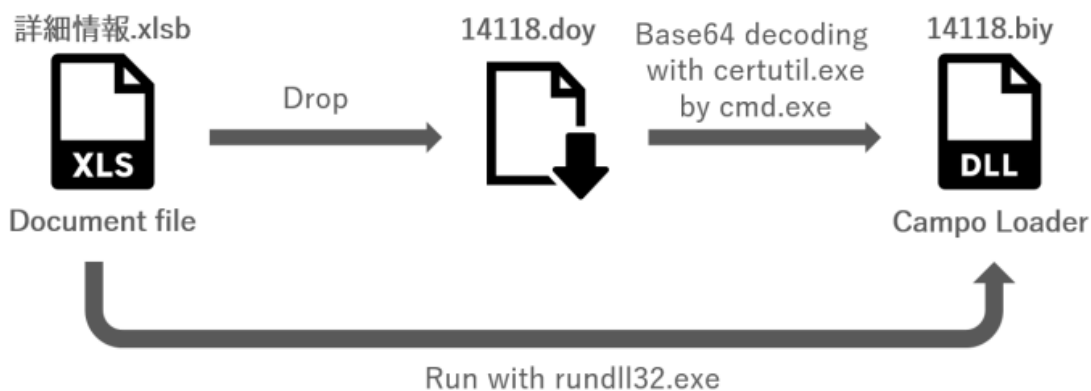 詳細情報.xlsb
14118.doy
Base64 decoding
with certutil.exe
by cmd.exe
14118.biy
Drop
XLS
DLL
Document file
Campo Loader
Run with rundll32.exe